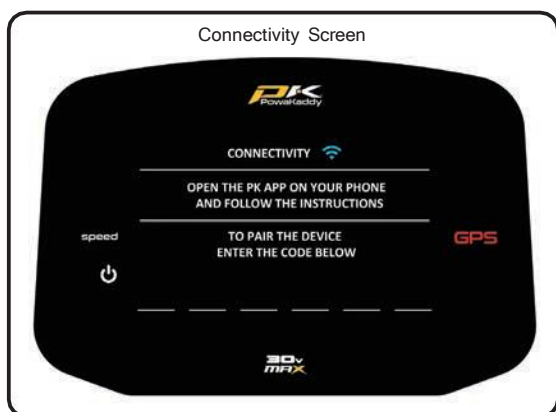 Connectivity Screen
PK
PowaKaddy
CONNECTIVITY
OPEN THE PK APP ON YOUR PHONE
AND FOLLOW THE INSTRUCTIONS
speed
TO PAIR THE DEVICE
ENTER THE CODE BELOW
GPS
30V
MAX